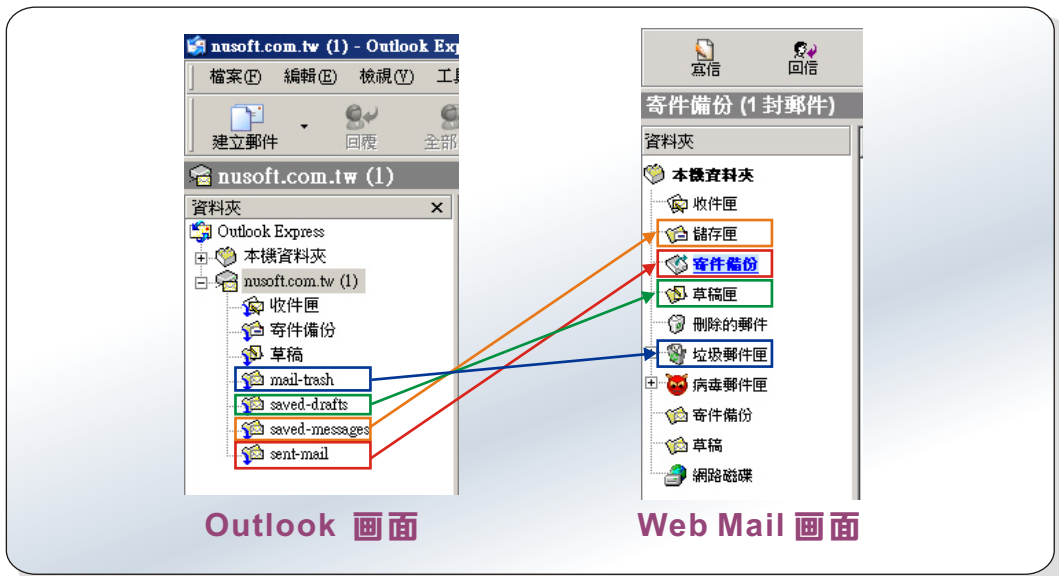 nusoft.com.tw (1) - Outlook Exp
檔案(F) 編輯(E) 檢視(V) 工具
建立郵件 回覆 全部
nusoft.com.tw (1)
資料夾 ×
Outlook Express
本機資料夾
nusoft.com.tw (1)
收件匣
寄件備份
草稿
mail-trash
saved-drafts
saved-messages
sent-mail
Outlook 画面
寫信 回信
寄件備份 (1 封郵件)
資料夾
本機資料夾
收件匣
儲存匣
寄件備份
草稿匣
刪除的郵件
垃圾郵件匣
病毒郵件匣
寄件備份
草稿
網路磁碟
Web Mail 画面